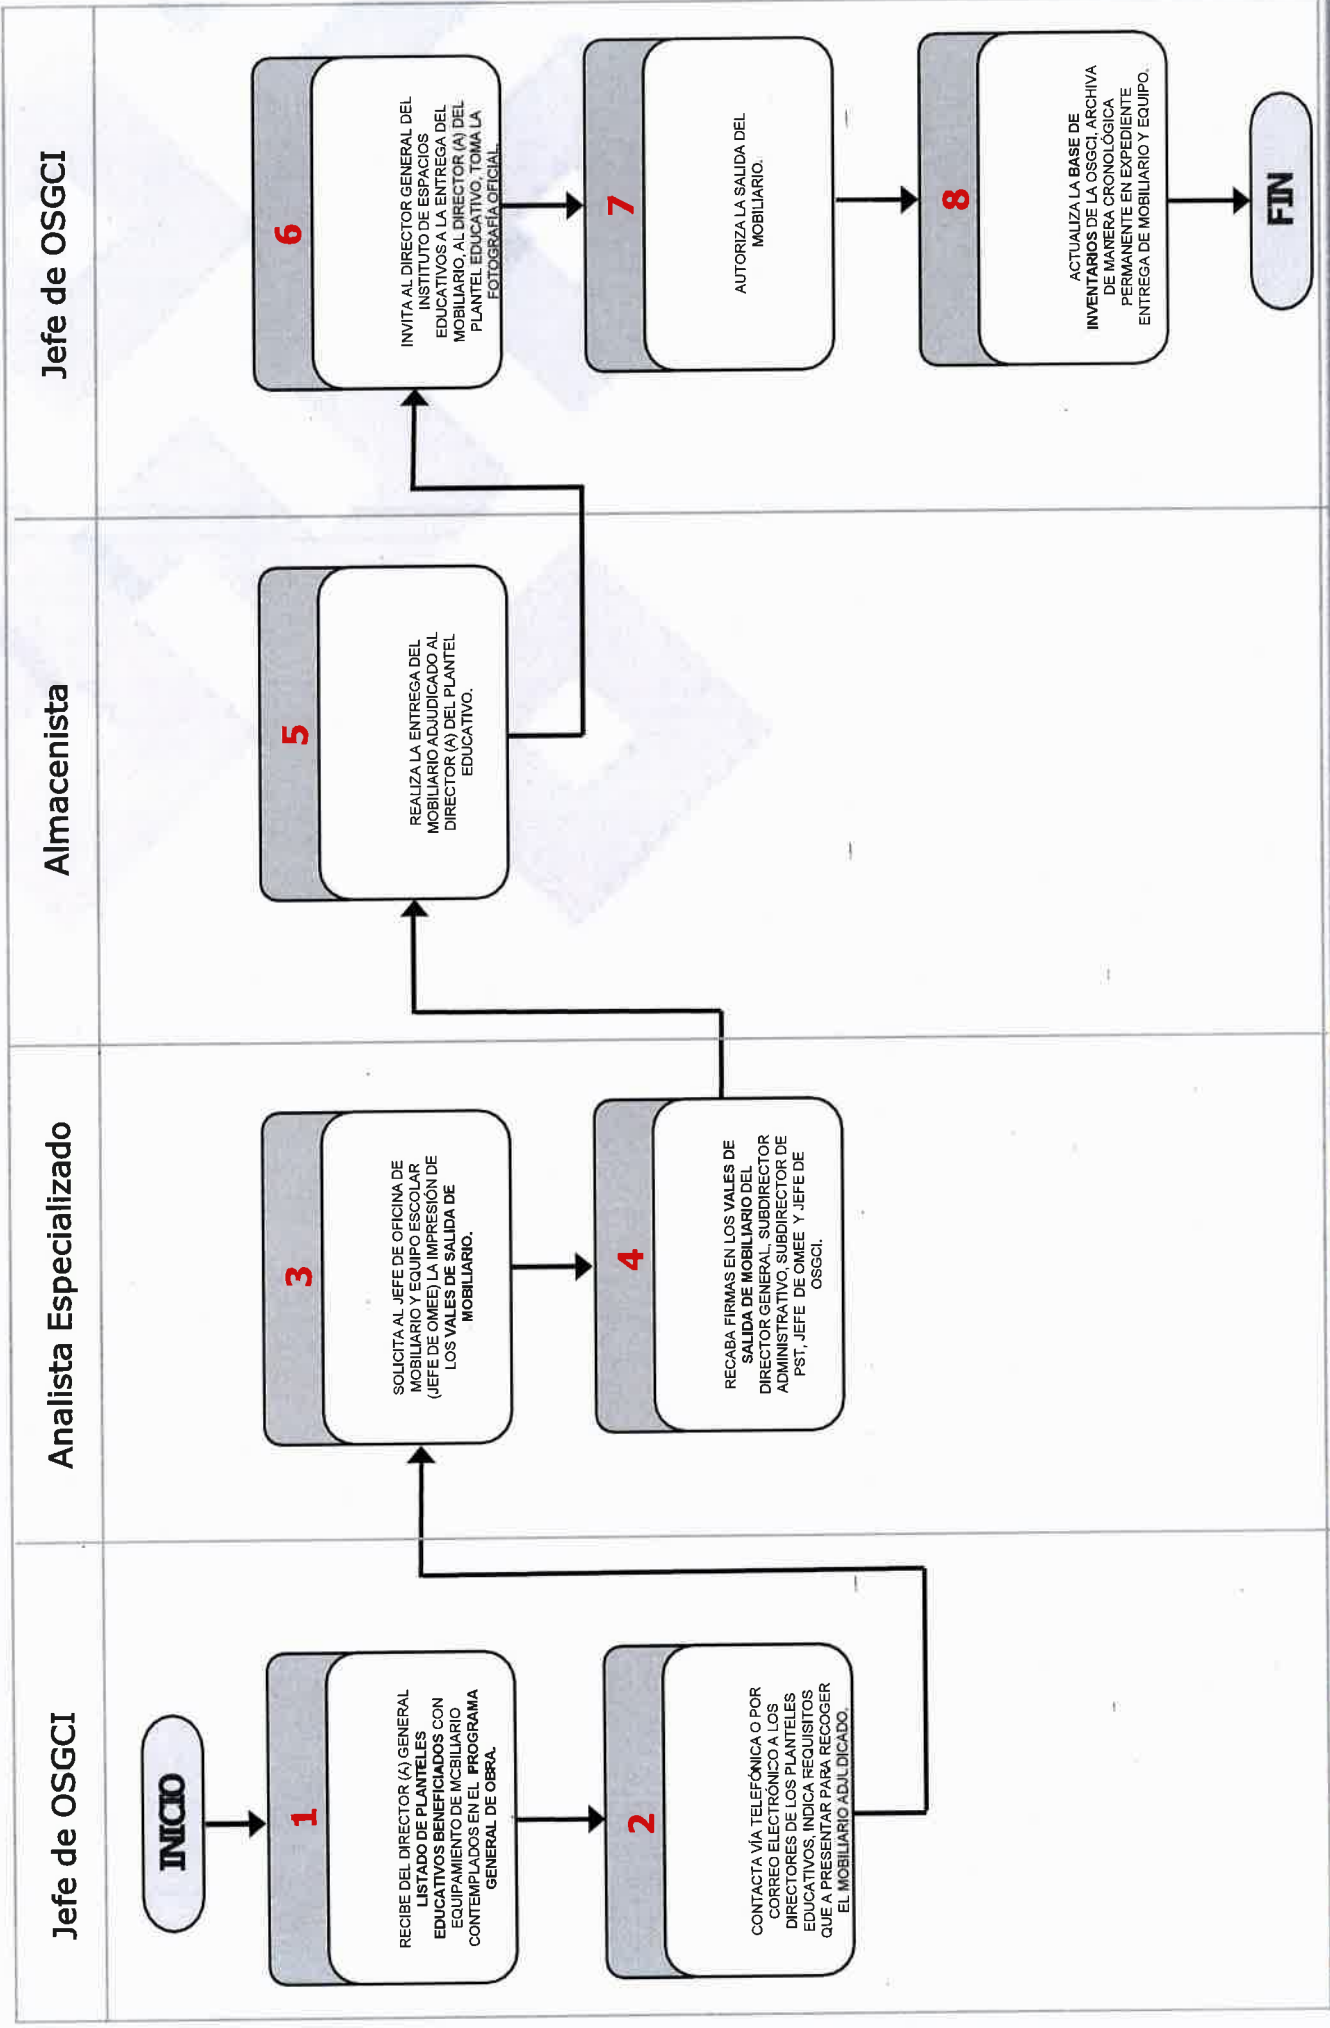 Jefe de OSGCI
Analista Especializado
Almacenista
Jefe de OSGCI
INICIO
1
RECIBE DEL DIRECTOR (A) GENERAL
LISTADO DE PLANTELES
EDUCATIVOS BENEFICIADOS CON
EQUIPAMIENTO DE MOBILIARIO
CONTEMPLADOS EN EL PROGRAMA
GENERAL DE OBRA.
2
CONTACTA VÍA TELEFÓNICA O POR
CORREO ELECTRÓNICO A LOS
DIRECTORES DE LOS PLANTELES
EDUCATIVOS, INDICA REQUISITOS
QUE A PRESENTAR PARA RECOGER
EL MOBILIARIO ADJUDICADO.
3
SOLICITA AL JEFE DE OFICINA DE
MOBILIARIO Y EQUIPO ESCOLAR
(JEFE DE OMEE) LA IMPRESIÓN DE
LOS VALES DE SALIDA DE
MOBILIARIO.
4
RECABA FIRMAS EN LOS VALES DE
SALIDA DE MOBILIARIO DEL
DIRECTOR GENERAL, SUBDIRECTOR
ADMINISTRATIVO, SUBDIRECTOR DE
PST, JEFE DE OMEE Y JEFE DE
OSGCI.
5
REALIZA LA ENTREGA DEL
MOBILIARIO ADJUDICADO AL
DIRECTOR (A) DEL PLANTEL
EDUCATIVO.
6
INVITA AL DIRECTOR GENERAL DEL
INSTITUTO DE ESPACIOS
EDUCATIVOS A LA ENTREGA DEL
MOBILIARIO, AL DIRECTOR (A) DEL
PLANTEL EDUCATIVO, TOMA LA
FOTOGRAFÍA OFICIAL.
7
AUTORIZA LA SALIDA DEL
MOBILIARIO.
8
ACTUALIZA LA BASE DE
INVENTARIOS DE LA OSGCI, ARCHIVA
DE MANERA CRONOLÓGICA
PERMANENTE EN EXPEDIENTE
ENTREGA DE MOBILIARIO Y EQUIPO.
FIN